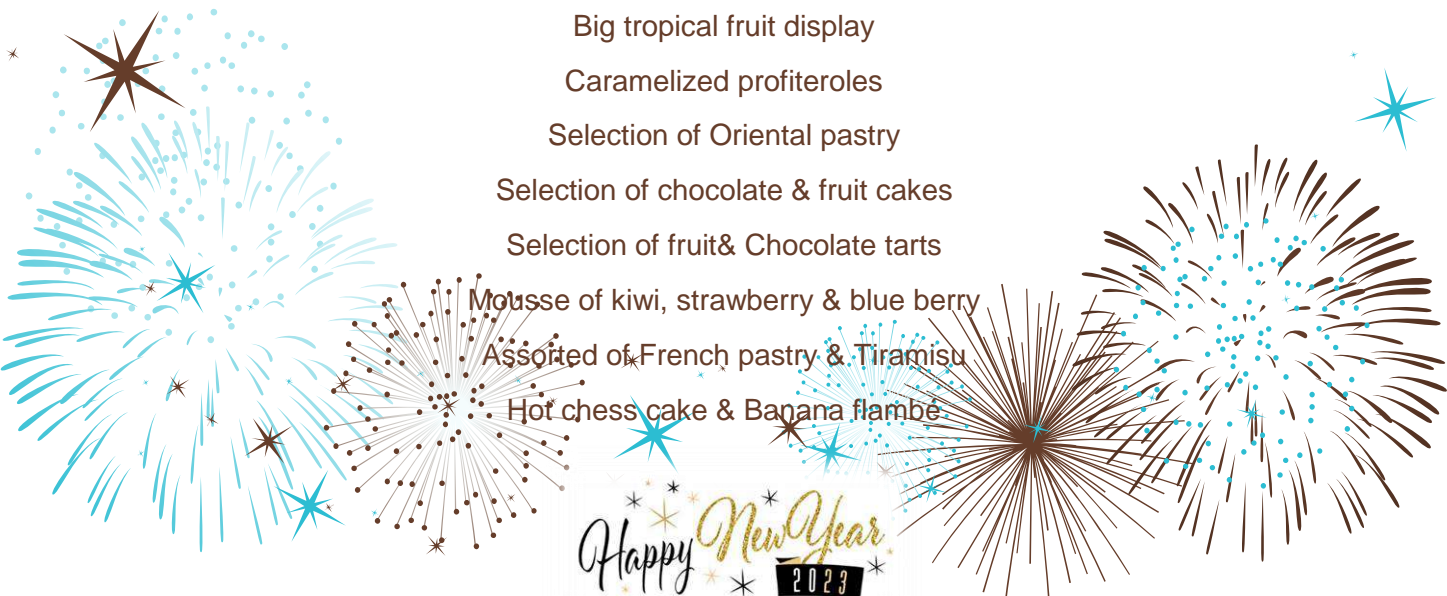 Big tropical fruit display
Caramelized profiteroles
Selection of Oriental pastry
Selection of chocolate & fruit cakes
Selection of fruit& Chocolate tarts
Mousse of kiwi, strawberry & blue berry
Assorted of French pastry & Tiramisu
Hot chess cake & Banana flambé
Happy New Year
2023